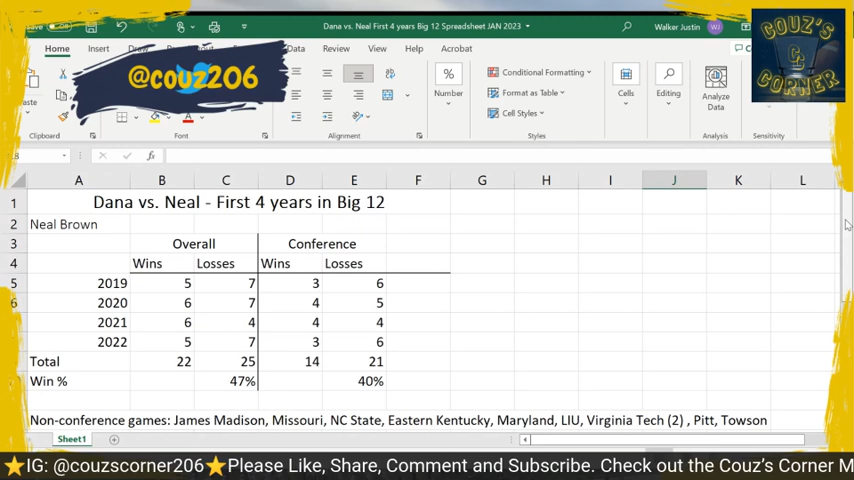 Dana vs. Neal First 4 years Big 12 Spreadsheet JAN 2023
Walker Justin WJ
COUZ'S
CC
CORNER
Home Insert Draw Data Review View Help Acrobat
@couz206
Number
Conditional Formatting
Format as Table
Cell Styles
Cells
Editing
Analyze
Data
Clipboard Font Alignment Styles Analysis Sensitivity
fx
A B C D E F G H I J K L
1 Dana vs. Neal - First 4 years in Big 12
2 Neal Brown
3 Overall Conference
4 Wins Losses Wins Losses
5 2019 5 7 3 6
6 2020 6 7 4 5
7 2021 6 4 4 4
8 2022 5 7 3 6
Total 22 25 14 21
Win % 47% 40%
Non-conference games: James Madison, Missouri, NC State, Eastern Kentucky, Maryland, LIU, Virginia Tech (2) , Pitt, Towson
Sheet1
⭐IG: @couzscorner206⭐Please Like, Share, Comment and Subscribe. Check out the Couz's Corner M